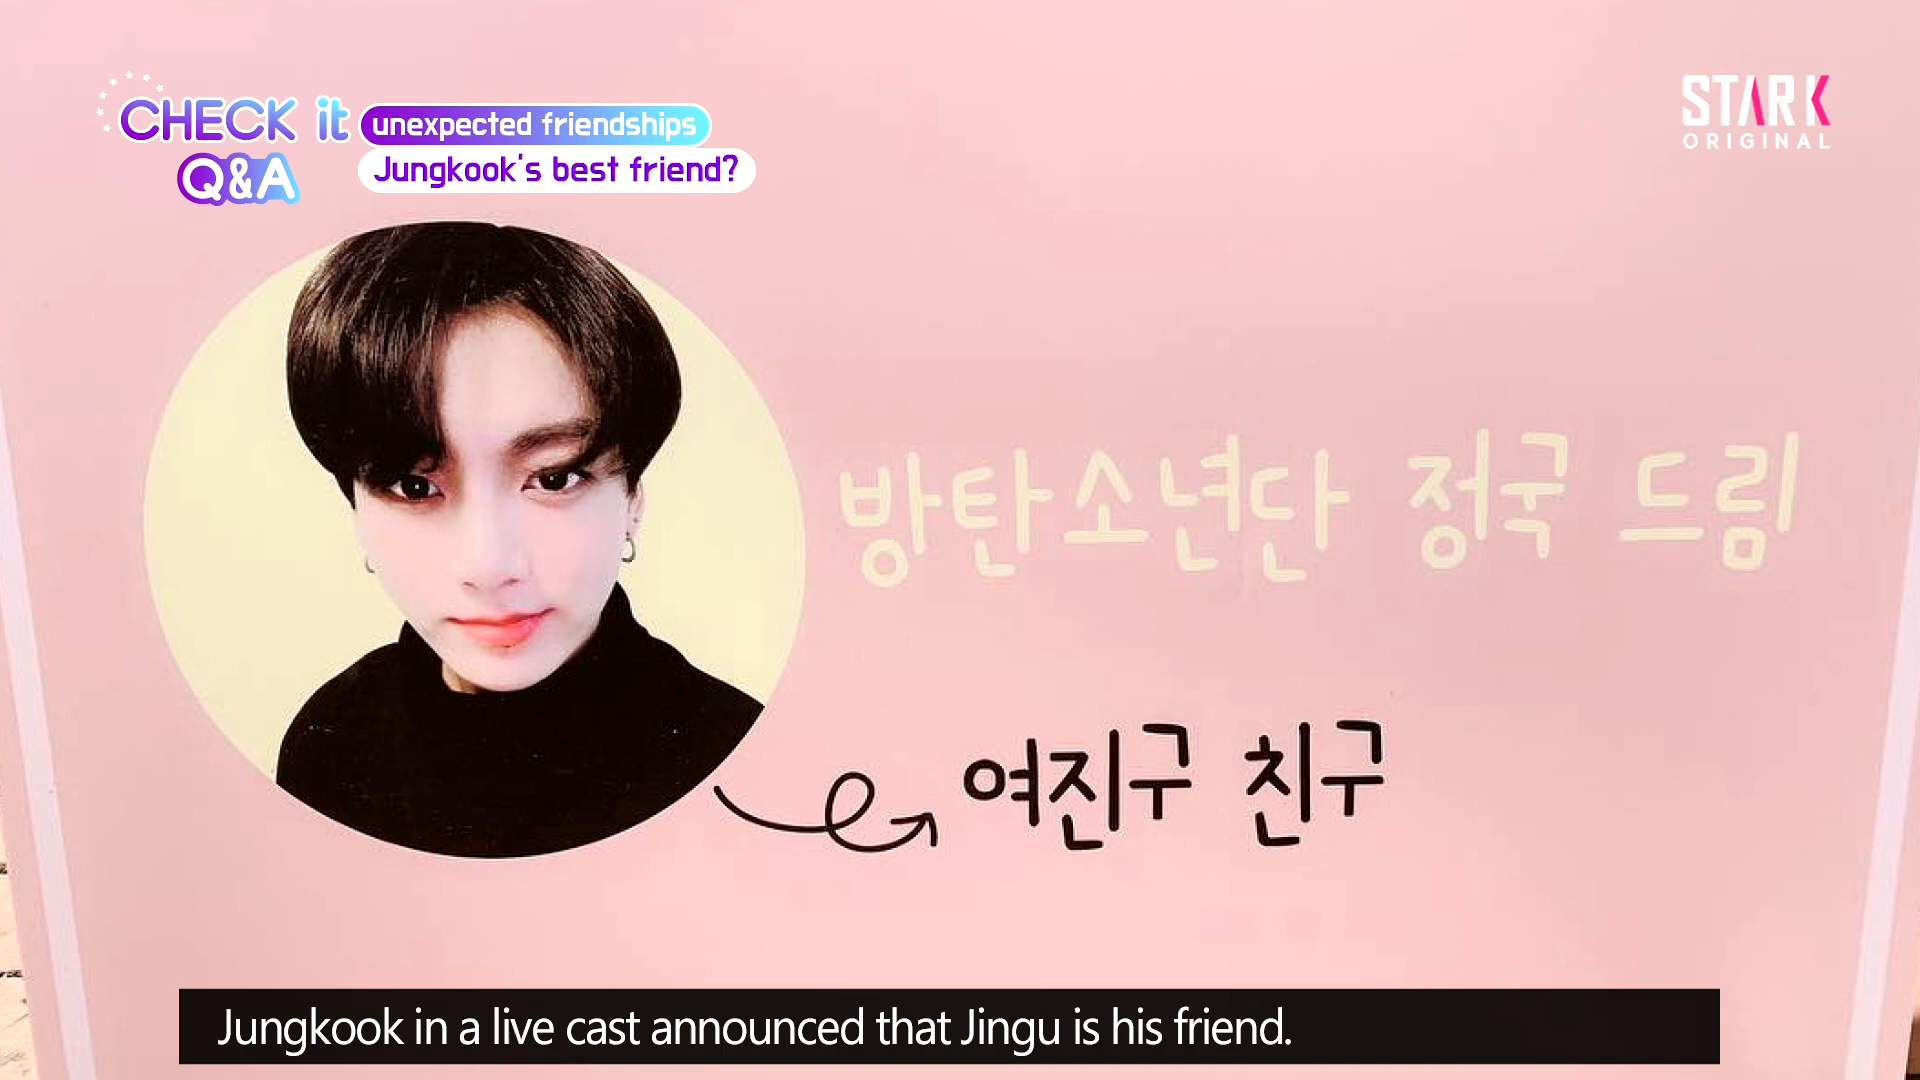 CHECK it
Q&A
unexpected friendships
Jungkook's best friend?
STARK
ORIGINAL
방탄소년단 정국 드림
여진구 친구
Jungkook in a live cast announced that Jingu is his friend.